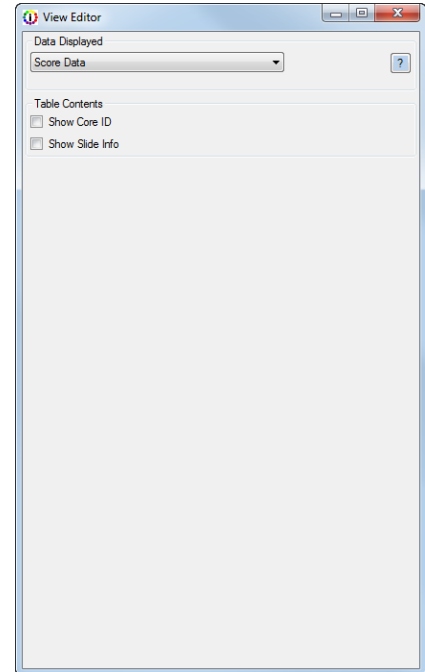 View Editor
Data Displayed
Score Data
?
Table Contents
Show Core ID
Show Slide Info